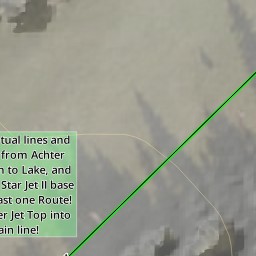 tual lines and
from Achter
n to Lake, and
Star Jet II base
ast one Route!
er Jet Top into
ain line!